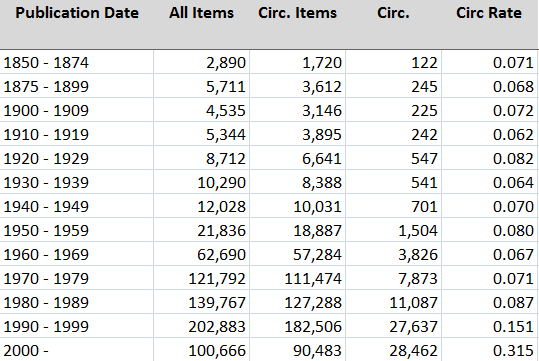 Publication Date All Items Circ. Items Circ. Circ Rate
1850 - 1874 2,890 1,720 122 0.071
1875 - 1899 5,711 3,612 245 0.068
1900 - 1909 4,535 3,146 225 0.072
1910 - 1919 5,344 3,895 242 0.062
1920 - 1929 8,712 6,641 547 0.082
1930 - 1939 10,290 8,388 541 0.064
1940 - 1949 12,028 10,031 701 0.070
1950 - 1959 21,836 18,887 1,504 0.080
1960 - 1969 62,690 57,284 3,826 0.067
1970 - 1979 121,792 111,474 7,873 0.071
1980 - 1989 139,767 127,288 11,087 0.087
1990 - 1999 202,883 182,506 27,637 0.151
2000 - 100,666 90,483 28,462 0.315